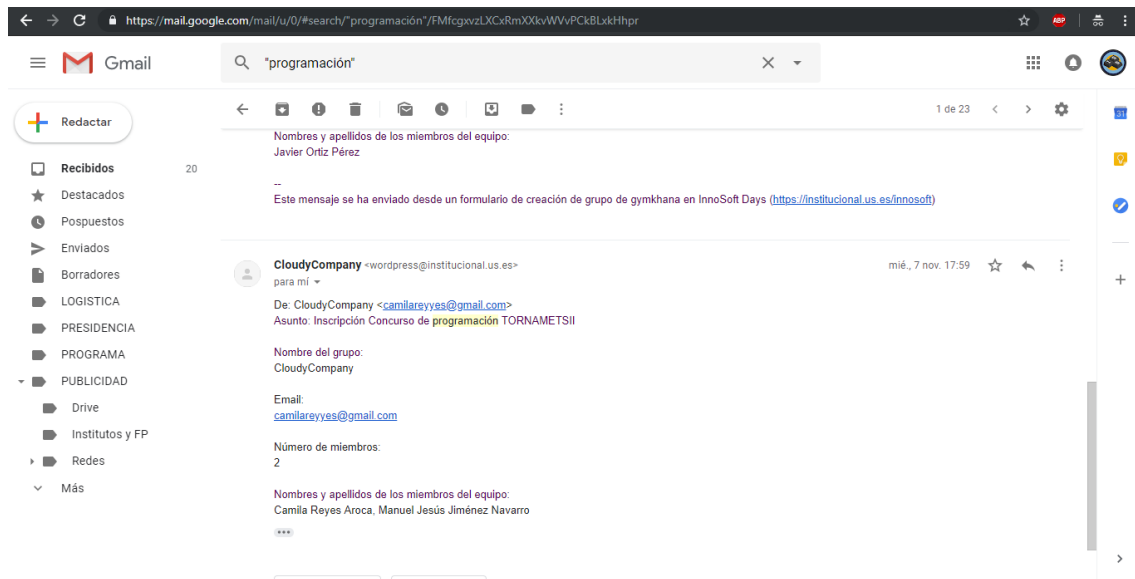 https://mail.google.com/mail/u/0/#search/"programación"/FMfcgxvzLXCxRmXXkvWVvPCkBLxkHhpr
ABP
Gmail
"programación"
Redactar
1 de 23
31
Recibidos 20
Destacados
Pospuestos
Enviados
Borradores
LOGISTICA
PRESIDENCIA
PROGRAMA
PUBLICIDAD
Drive
Institutos y FP
Redes
Más
Nombres y apellidos de los miembros del equipo:
Javier Ortiz Pérez
--
Este mensaje se ha enviado desde un formulario de creación de grupo de gymkhana en InnoSoft Days (https://institucional.us.es/innosoft)
CloudyCompany <wordpress@institucional.us.es> mié., 7 nov. 17:59
para mí
De: CloudyCompany <camilareyyes@gmail.com>
Asunto: Inscripción Concurso de programación TORNAMETSII
Nombre del grupo:
CloudyCompany
Email:
camilareyyes@gmail.com
Número de miembros:
2
Nombres y apellidos de los miembros del equipo:
Camila Reyes Aroca, Manuel Jesús Jiménez Navarro